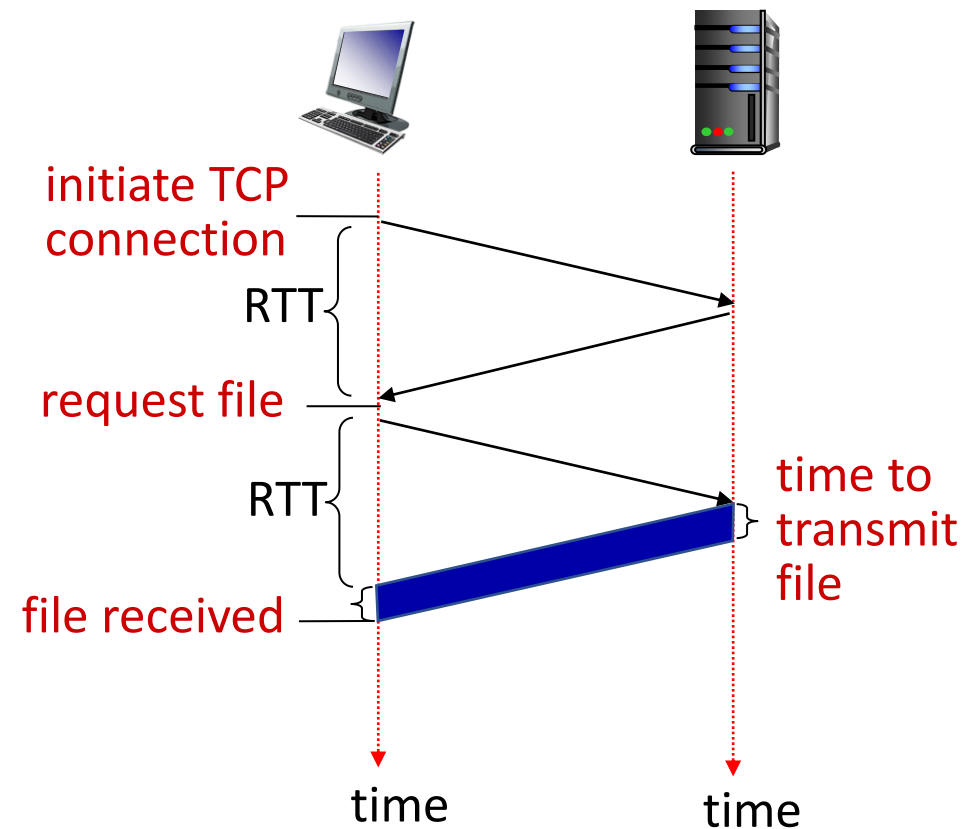 initiate TCP
connection
RTT
request file
RTT
time to
transmit
file
file received
time
time